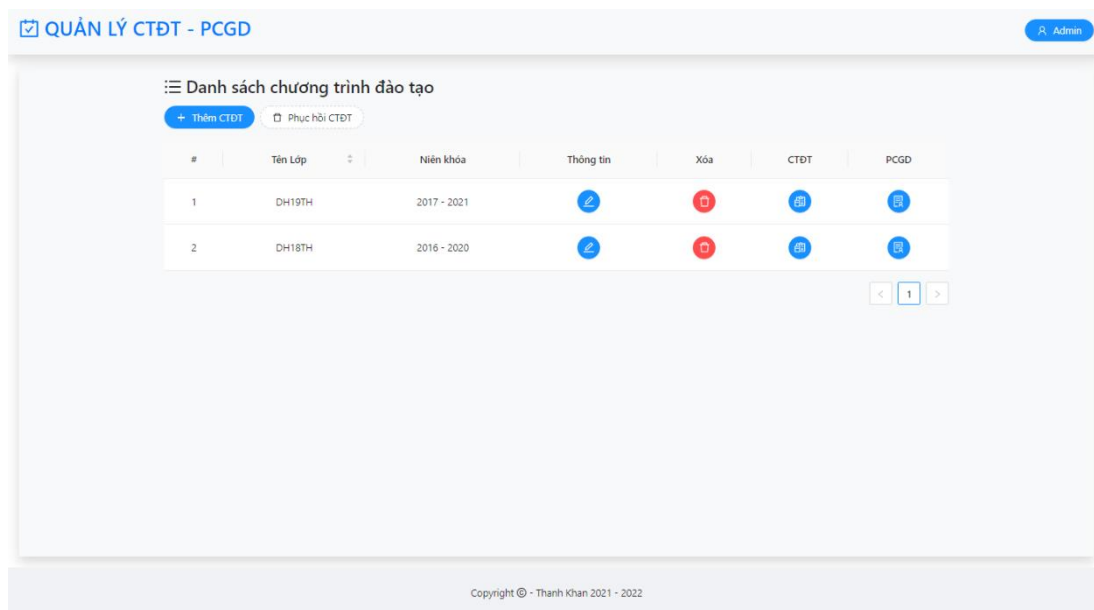 QUẢN LÝ CTĐT - PCGD
Admin
Danh sách chương trình đào tạo
+ Thêm CTĐT Phục hồi CTĐT
# Tên Lớp Niên khóa Thông tin Xóa CTĐT PCGD
1 DH19TH 2017 - 2021
2 DH18TH 2016 - 2020
< 1 >
Copyright © - Thanh Khan 2021 - 2022